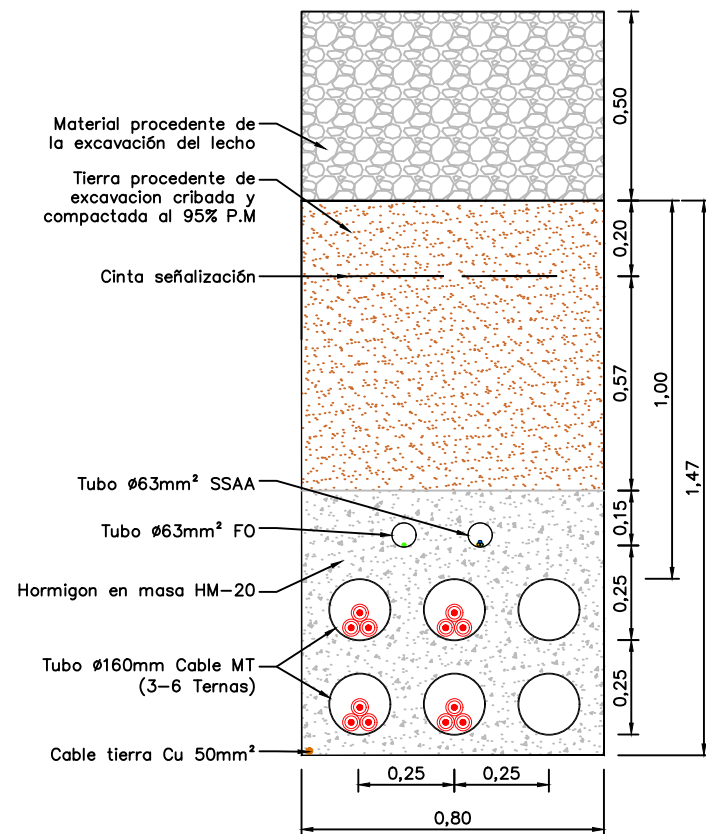 Material procedente de
la excavación del lecho
Tierra procedente de
excavacion cribada y
compactada al 95% P.M
Cinta señalización
Tubo Ø63mm² SSAA
Tubo Ø63mm² FO
Hormigon en masa HM-20
Tubo Ø160mm Cable MT
(3-6 Ternas)
Cable tierra Cu 50mm²
0,50
0,20
0,57
1,00
1,47
0,15
0,25
0,25
0,25
0,25
0,80